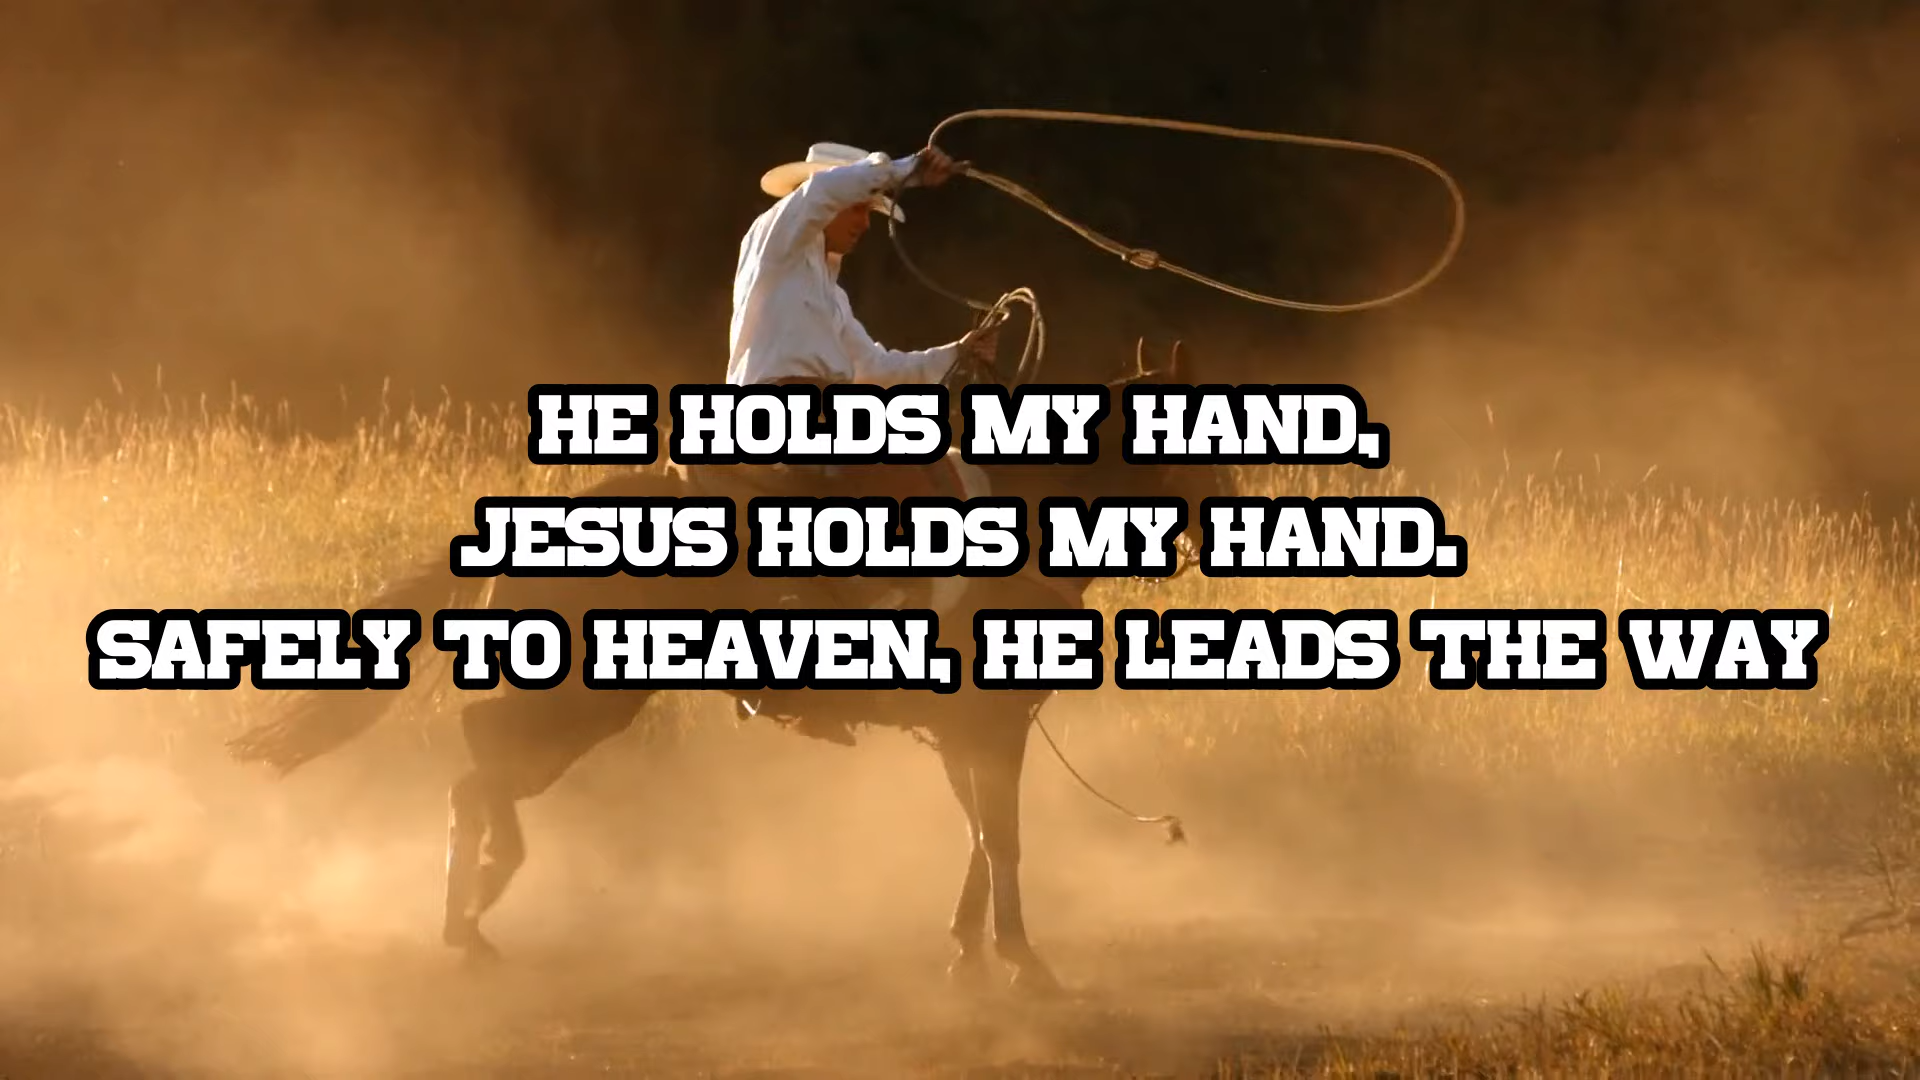 HE HOLDS MY HAND,
JESUS HOLDS MY HAND.
SAFELY TO HEAVEN, HE LEADS THE WAY